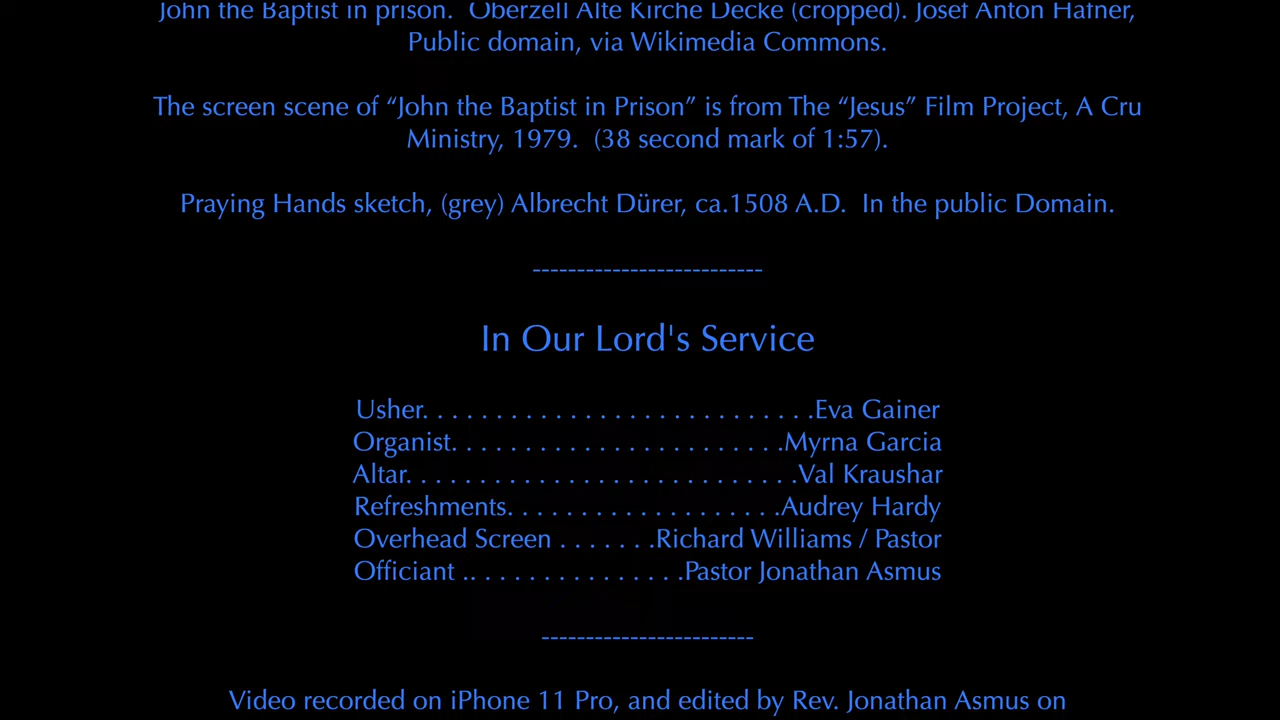 John the Baptist in prison.  Oberzell Alte Kirche Decke (cropped). Josef Anton Hafner,
Public domain, via Wikimedia Commons.
The screen scene of “John the Baptist in Prison” is from The “Jesus” Film Project, A Cru
Ministry, 1979.  (38 second mark of 1:57).
Praying Hands sketch, (grey) Albrecht Dürer, ca.1508 A.D.  In the public Domain.
--------------------------
In Our Lord's Service
Usher. . . . . . . . . . . . . . . . . . . . . . . . . . .Eva Gainer
Organist. . . . . . . . . . . . . . . . . . . . . . .Myrna Garcia
Altar. . . . . . . . . . . . . . . . . . . . . . . . . . .Val Kraushar
Refreshments. . . . . . . . . . . . . . . . . . .Audrey Hardy
Overhead Screen . . . . . . .Richard Williams / Pastor
Officiant .. . . . . . . . . . . . . . .Pastor Jonathan Asmus
------------------------
Video recorded on iPhone 11 Pro, and edited by Rev. Jonathan Asmus on